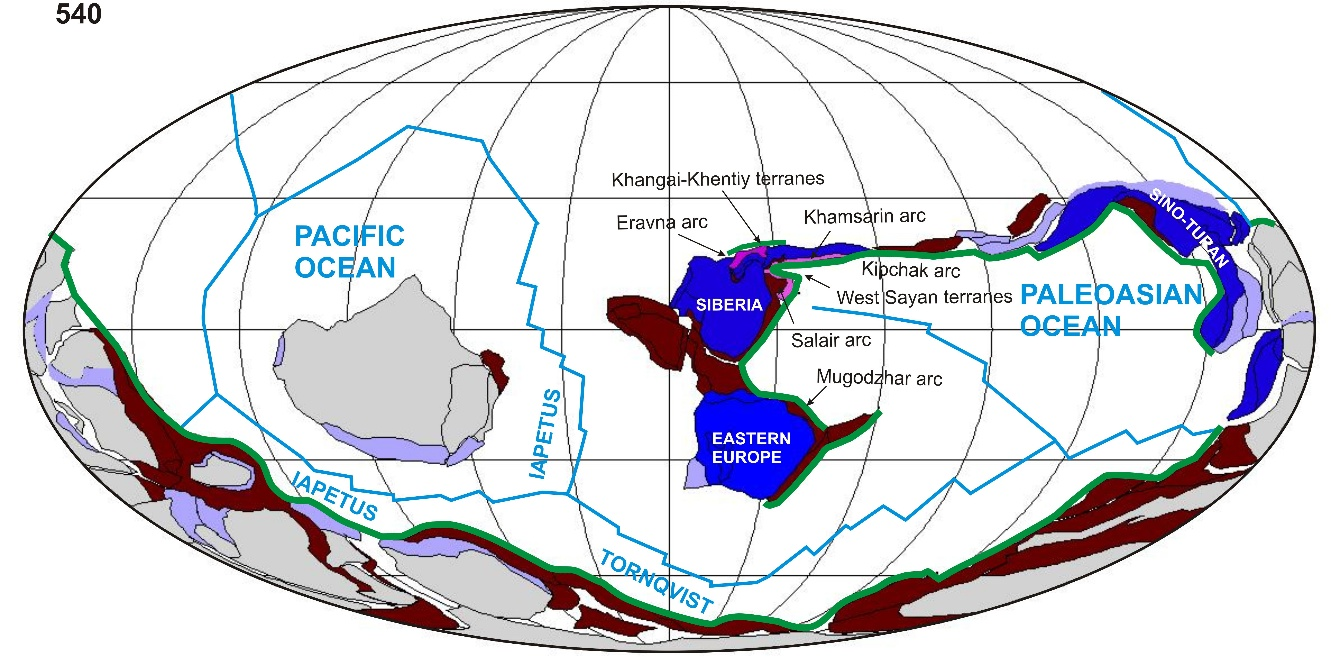 540
Khangai-Khentiy terranes
Eravna arc
Khamsarin arc
PACIFIC
OCEAN
SINO-TURAN
Kipchak arc
West Sayan terranes
SIBERIA
PALEOASIAN
OCEAN
Salair arc
Mugodzhar arc
IAPETUS
EASTERN
EUROPE
IAPETUS
TORNQVIST